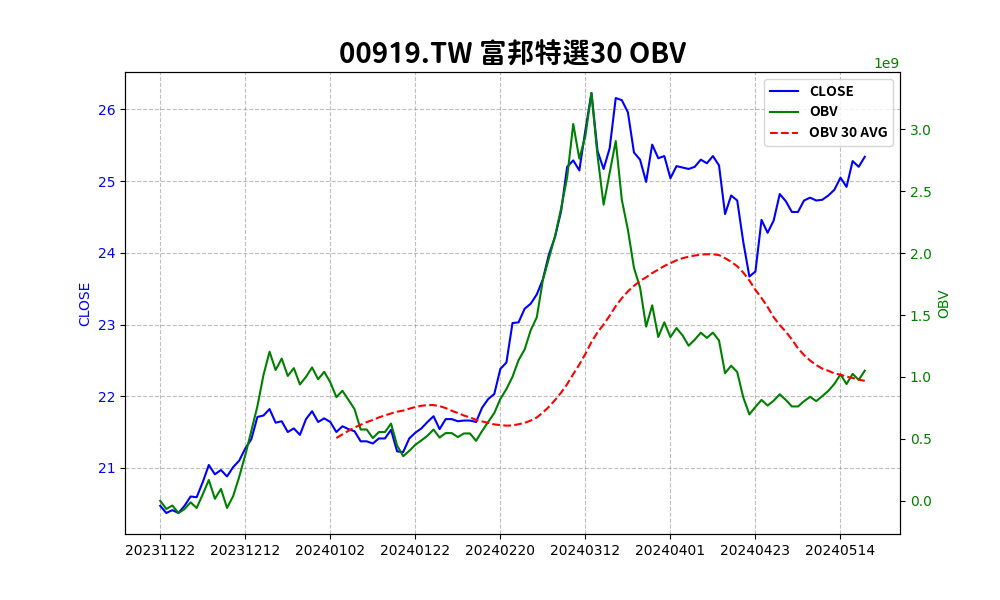 00919.TW 富邦特選30 OBV
1e9
CLOSE
OBV
OBV 30 AVG
26
25
24
23
22
21
CLOSE
3.0
2.5
2.0
1.5
1.0
0.5
0.0
OBV
20231122 20231212 20240102 20240122 20240220 20240312 20240401 20240423 20240514